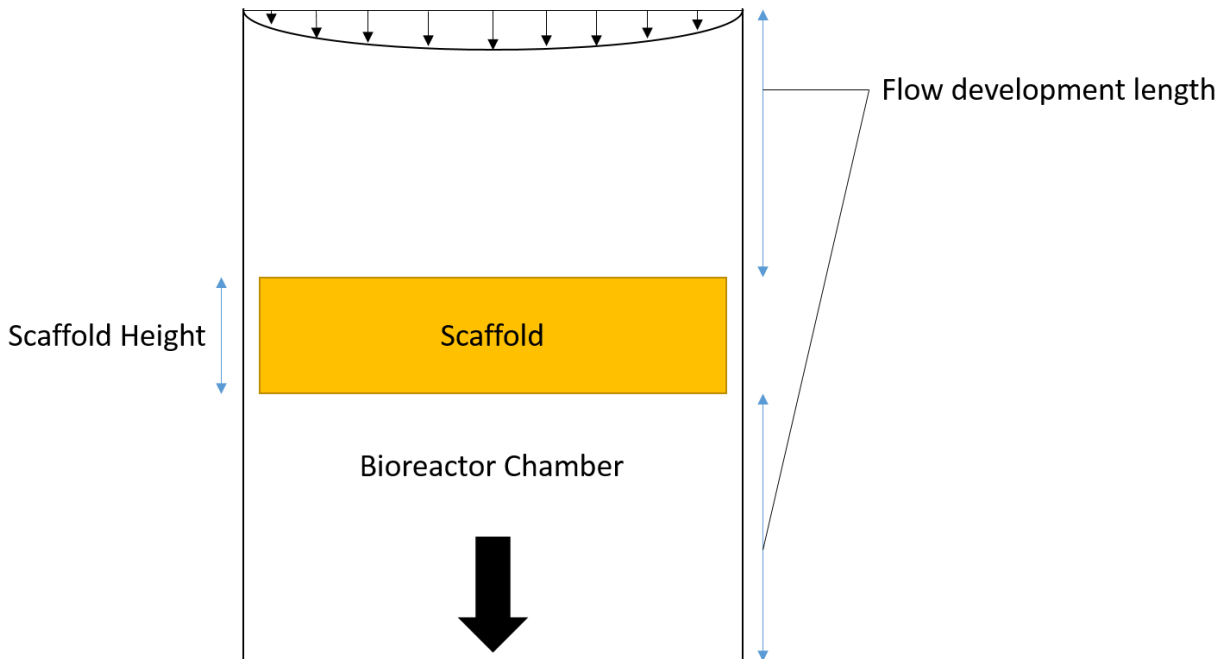 Flow development length
Scaffold Height
Scaffold
Bioreactor Chamber